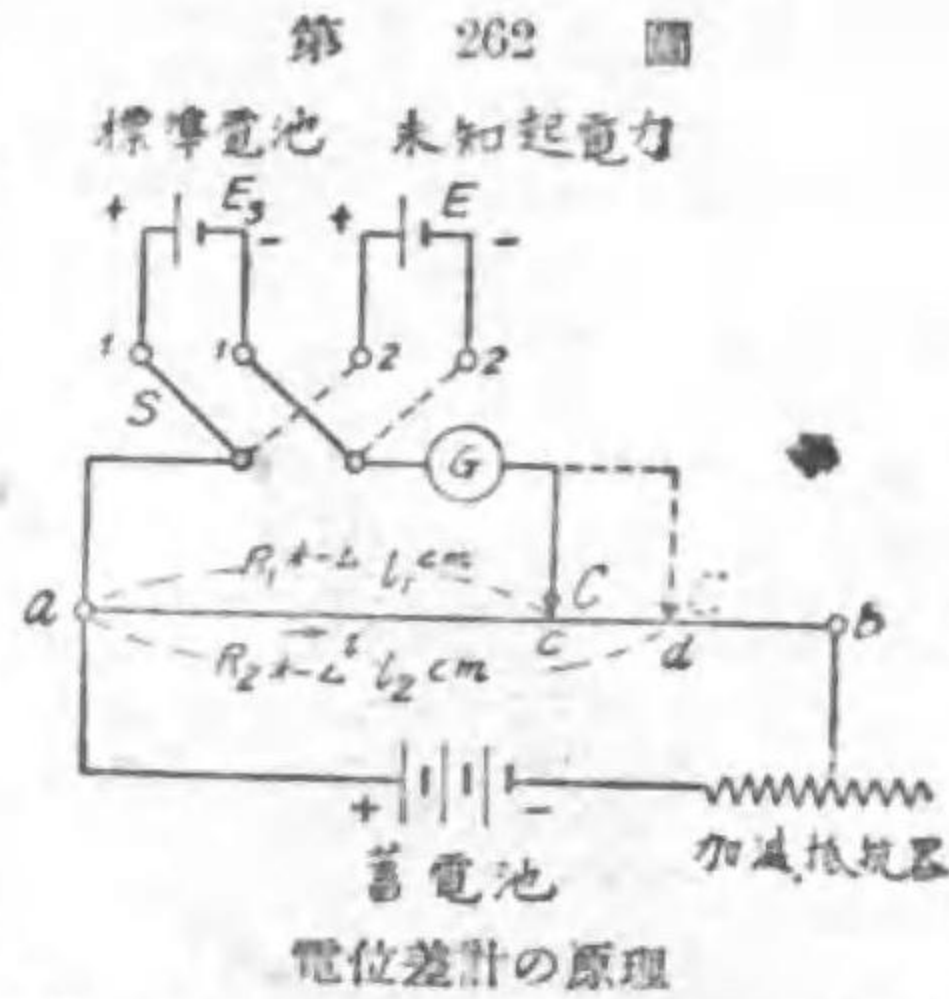 第 262 圖
標準電池 未知起電力
+ Es - + E -
1 1 2 2
S
G
R₁オーム l₁cm
C C
a c d b
i
R₂オーム l₂cm
+ -
加減抵抗器
蓄電池
電位差計の原理